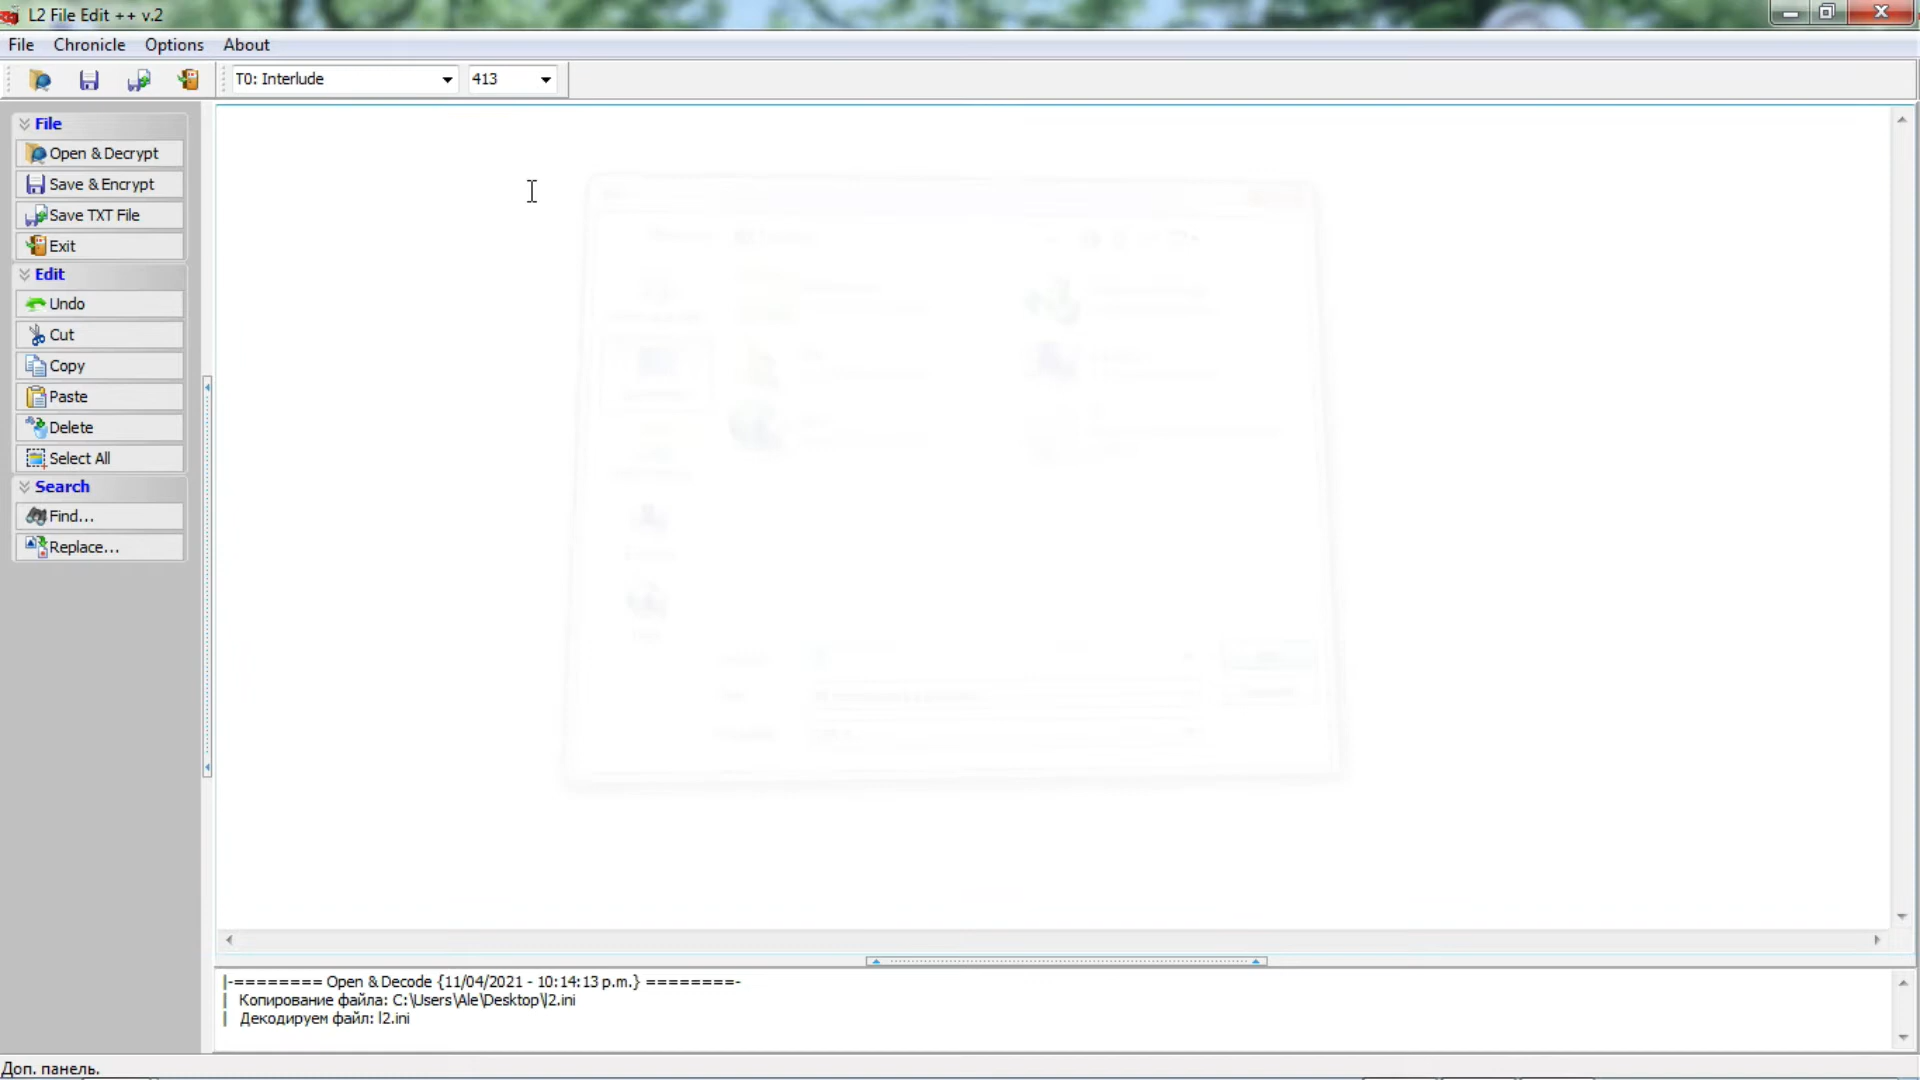 L2 File Edit ++ v.2
File Chronicle Options About
T0: Interlude 413
File
Open & Decrypt
Save & Encrypt
Save TXT File
Exit
Edit
Undo
Cut
Copy
Paste
Delete
Select All
Search
Find...
Replace...
|-======== Open & Decode {11/04/2021 - 10:14:13 p.m.} ========-
| Копирование файла: C:\Users\Ale\Desktop\l2.ini
| Декодируем файл: l2.ini
Доп. панель.